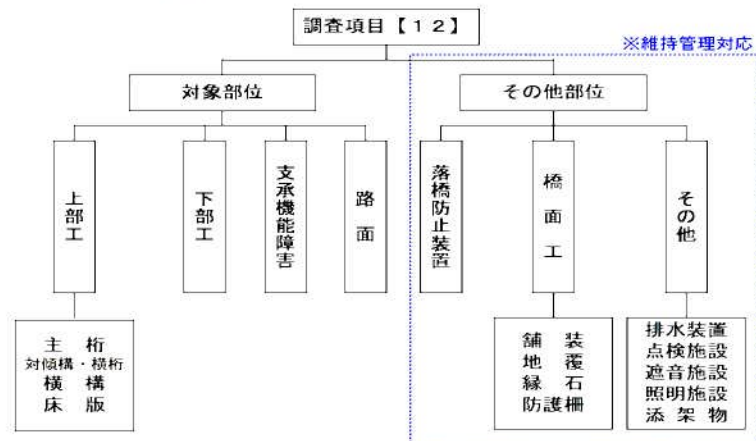 調査項目【１２】
※維持管理対応
対象部位
その他部位
上部工
下部工
支承機能障害
路面
落橋防止装置
橋面工
その他
主桁
対傾構・横桁
横構
床版
舗装
地覆
縁石
防護柵
排水装置
点検施設
遮音施設
照明施設
添架物